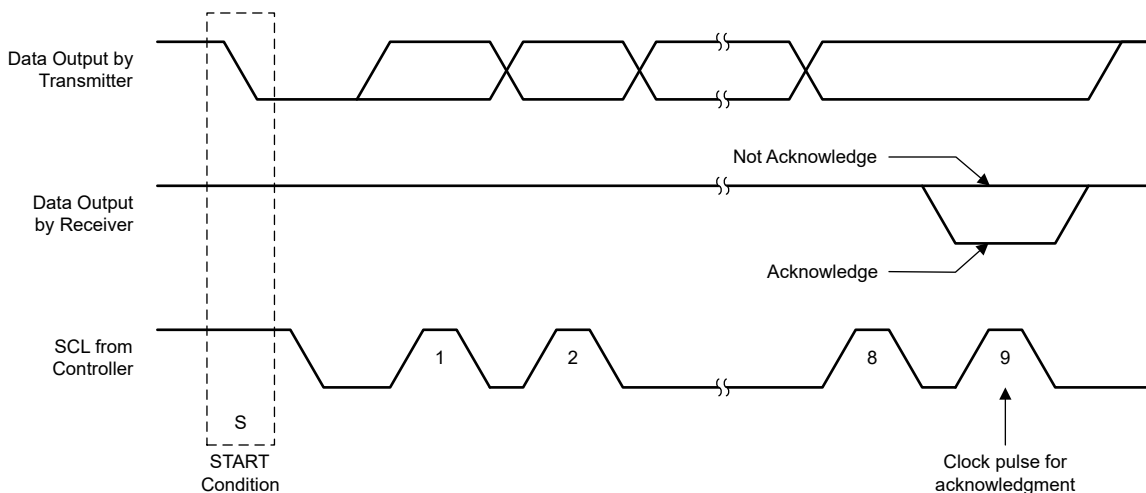 Data Output by
Transmitter
Not Acknowledge
Data Output
by Receiver
Acknowledge
SCL from
Controller
1
2
8
9
S
START
Condition
Clock pulse for
acknowledgment